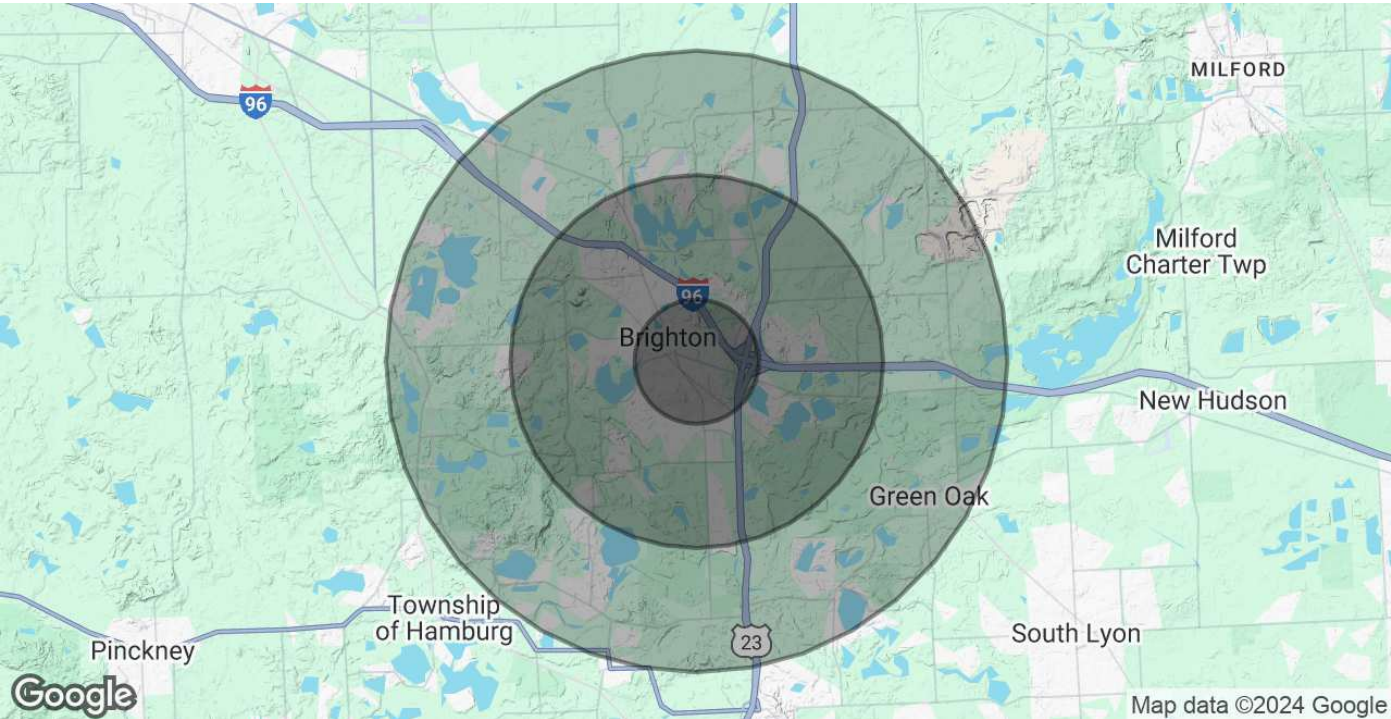 MILFORD
96
Milford
Charter Twp
96
Brighton
New Hudson
Green Oak
Township
of Hamburg
South Lyon
23
Pinckney
Google
Map data ©2024 Google